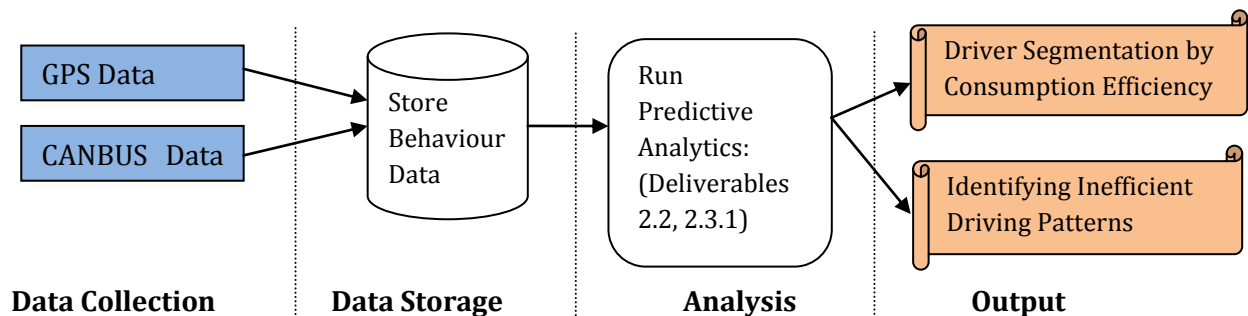 GPS Data
CANBUS Data
Store
Behaviour
Data
Run
Predictive
Analytics:
(Deliverables
2.2, 2.3.1)
Driver Segmentation by
Consumption Efficiency
Identifying Inefficient
Driving Patterns
Data Collection
Data Storage
Analysis
Output